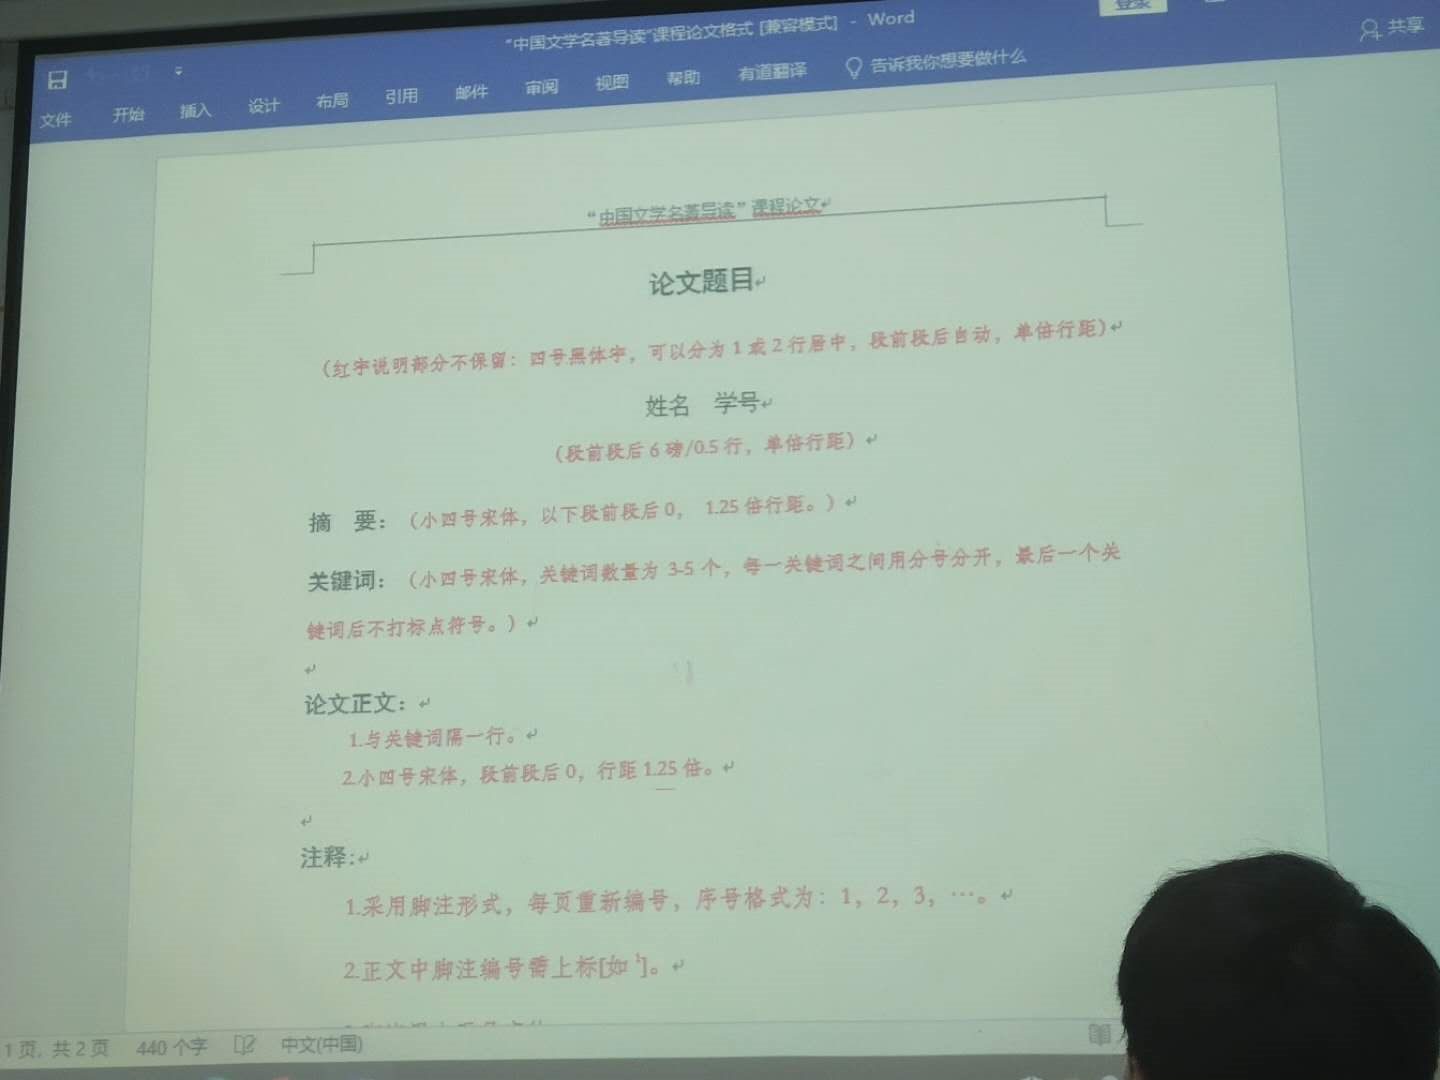 "中国文学名著导读"课程论文格式 [兼容模式] - Word
登录
文件 开始 插入 设计 布局 引用 邮件 审阅 视图 帮助 有道翻译 告诉我你想要做什么 共享
“中国文学名著导读”课程论文
论文题目
（红字说明部分不保留：四号黑体字，可以分为 1 或 2 行居中，段前段后自动，单倍行距）
姓名 学号
（段前段后 6 磅/0.5 行，单倍行距）
摘 要：（小四号宋体，以下段前段后 0， 1.25 倍行距。）
关键词：（小四号宋体，关键词数量为 3-5 个，每一关键词之间用分号分开，最后一个关
键词后不打标点符号。）
论文正文：
1.与关键词隔一行。
2.小四号宋体，段前段后 0，行距 1.25 倍。
注释:
1.采用脚注形式，每页重新编号，序号格式为：1，2，3，…。
2.正文中脚注编号需上标[如 1]。
1 页，共 2 页 440 个字 中文(中国)